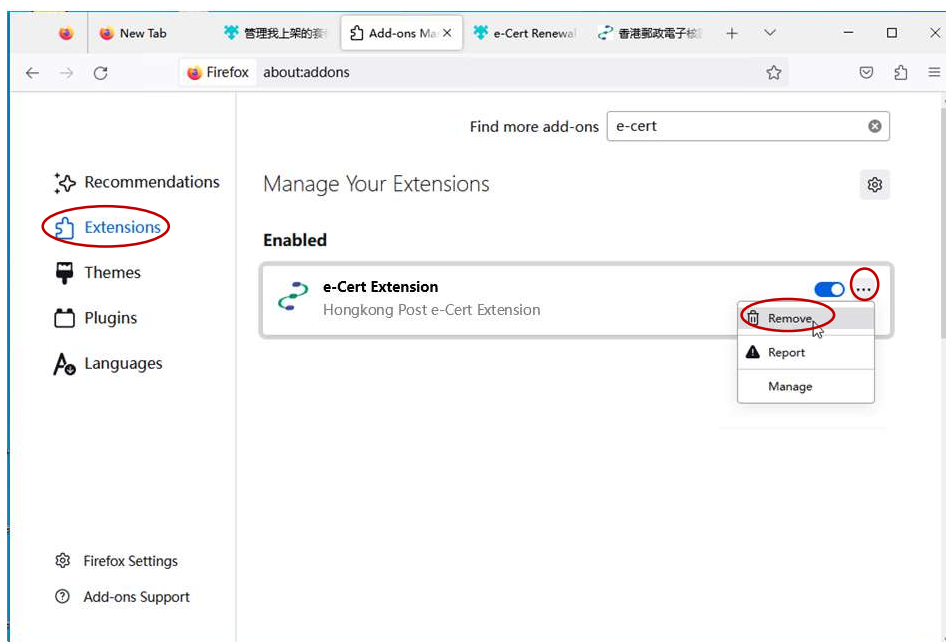 New Tab
管理我上架的套
Add-ons Ma
e-Cert Renewal
香港郵政電子核
Firefox about:addons
Find more add-ons e-cert
Recommendations
Manage Your Extensions
Extensions
Enabled
Themes
e-Cert Extension
Hongkong Post e-Cert Extension
Plugins
Remove
Languages
Report
Manage
Firefox Settings
Add-ons Support